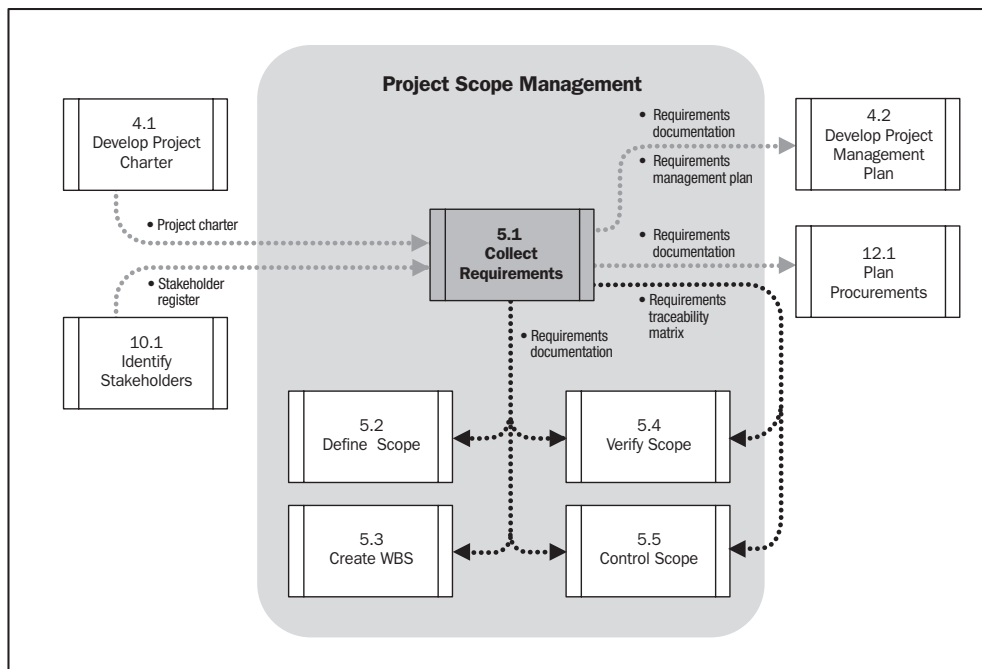 Project Scope Management
4.1
Develop Project
Charter
• Requirements
documentation
• Requirements
management plan
4.2
Develop Project
Management
Plan
• Project charter
5.1
Collect
Requirements
• Requirements
documentation
12.1
Plan
Procurements
• Stakeholder
register
• Requirements
traceability
matrix
10.1
Identify
Stakeholders
• Requirements
documentation
5.2
Define Scope
5.4
Verify Scope
5.3
Create WBS
5.5
Control Scope